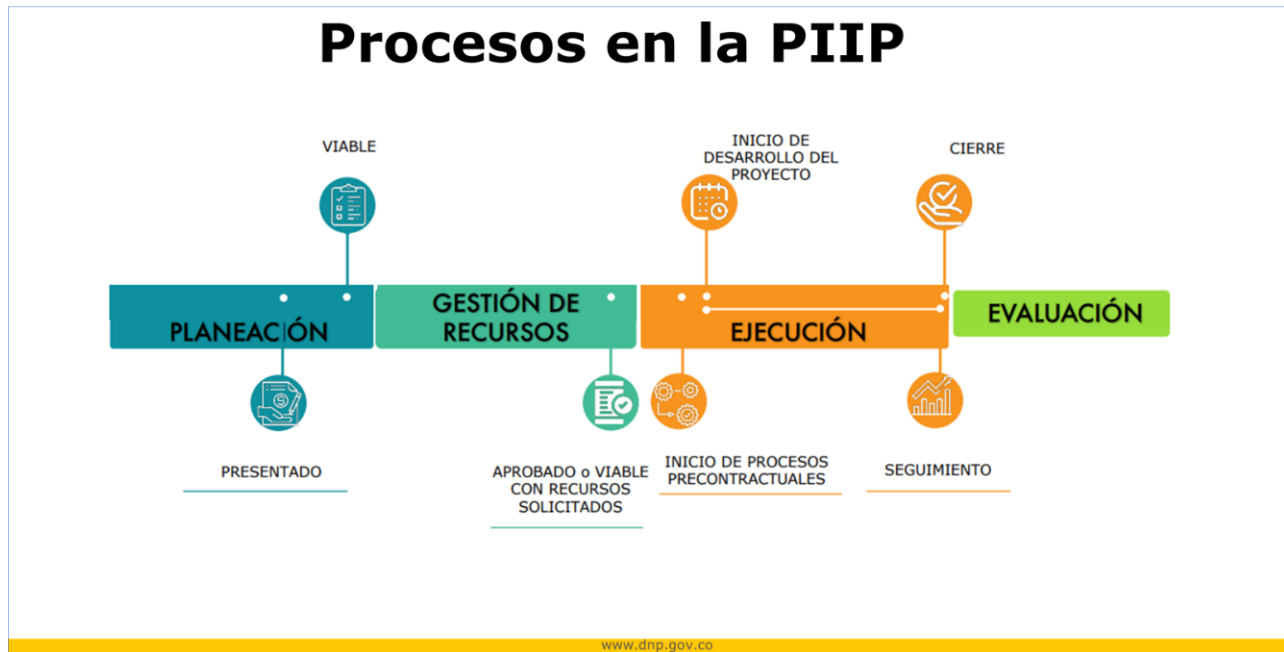 Procesos en la PIIP
VIABLE
INICIO DE
DESARROLLO DEL
PROYECTO
CIERRE
PLANEACIÓN
GESTIÓN DE
RECURSOS
EJECUCIÓN
EVALUACIÓN
PRESENTADO
APROBADO o VIABLE
CON RECURSOS
SOLICITADOS
INICIO DE PROCESOS
PRECONTRACTUALES
SEGUIMIENTO
www.dnp.gov.co